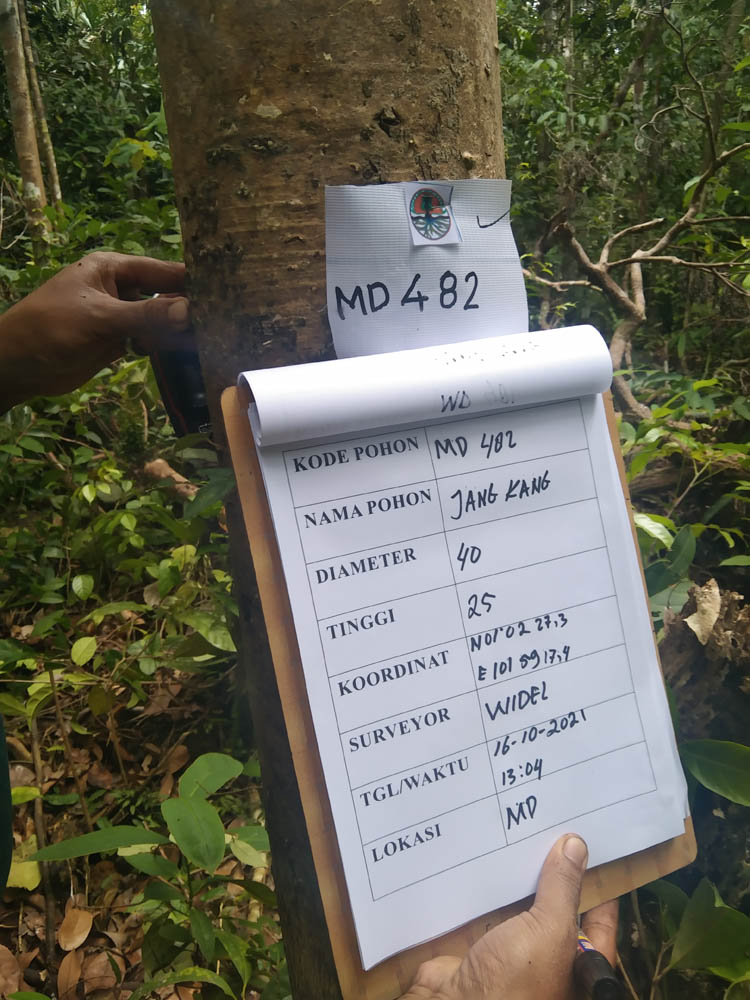 MD 482
WD
KODE POHON MD 482
NAMA POHON JANG KANG
DIAMETER 40
TINGGI 25
KOORDINAT N01°02 27,3
E 101 59 17,4
SURVEYOR WIDEL
TGL/WAKTU 16-10-2021
13:04
LOKASI MD